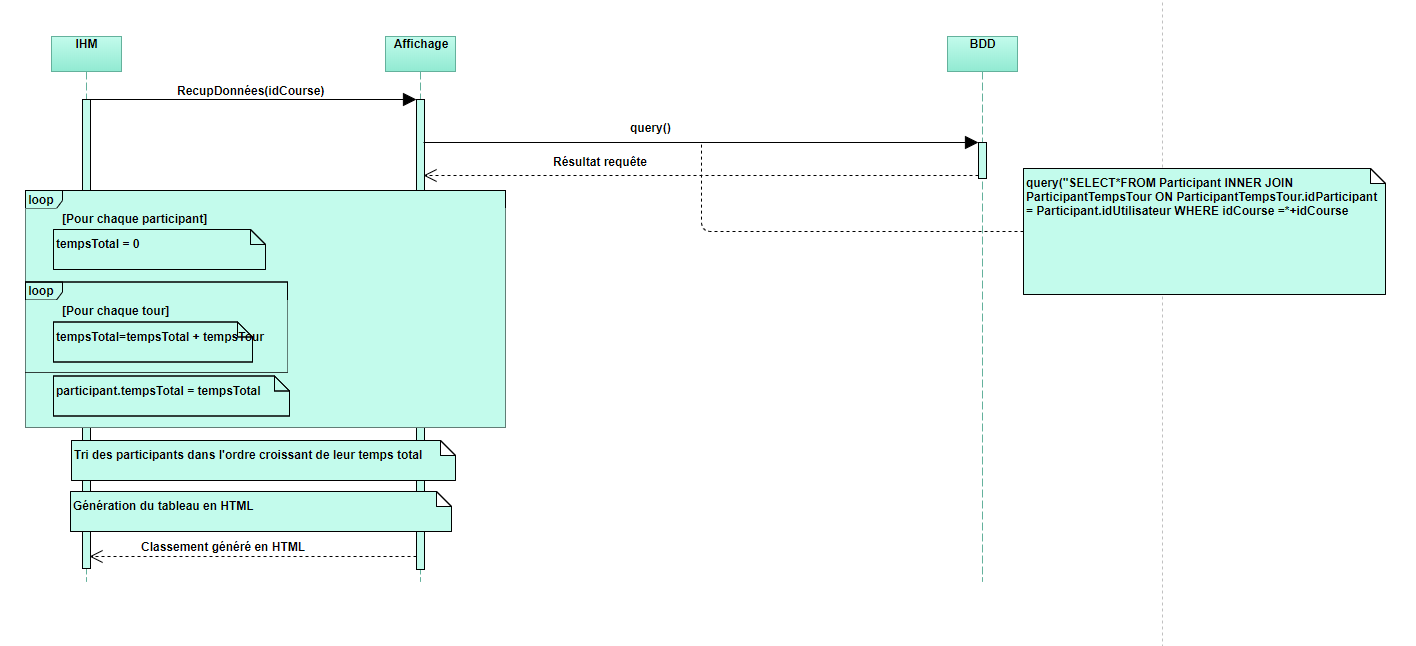 IHM
Affichage
BDD
RecupDonnées(idCourse)
query()
Résultat requête
query("SELECT*FROM Participant INNER JOIN
ParticipantTempsTour ON ParticipantTempsTour.idParticipant
= Participant.idUtilisateur WHERE idCourse =*+idCourse
loop
[Pour chaque participant]
tempsTotal = 0
loop
[Pour chaque tour]
tempsTotal=tempsTotal + tempsTour
participant.tempsTotal = tempsTotal
Tri des participants dans l'ordre croissant de leur temps total
Génération du tableau en HTML
Classement généré en HTML